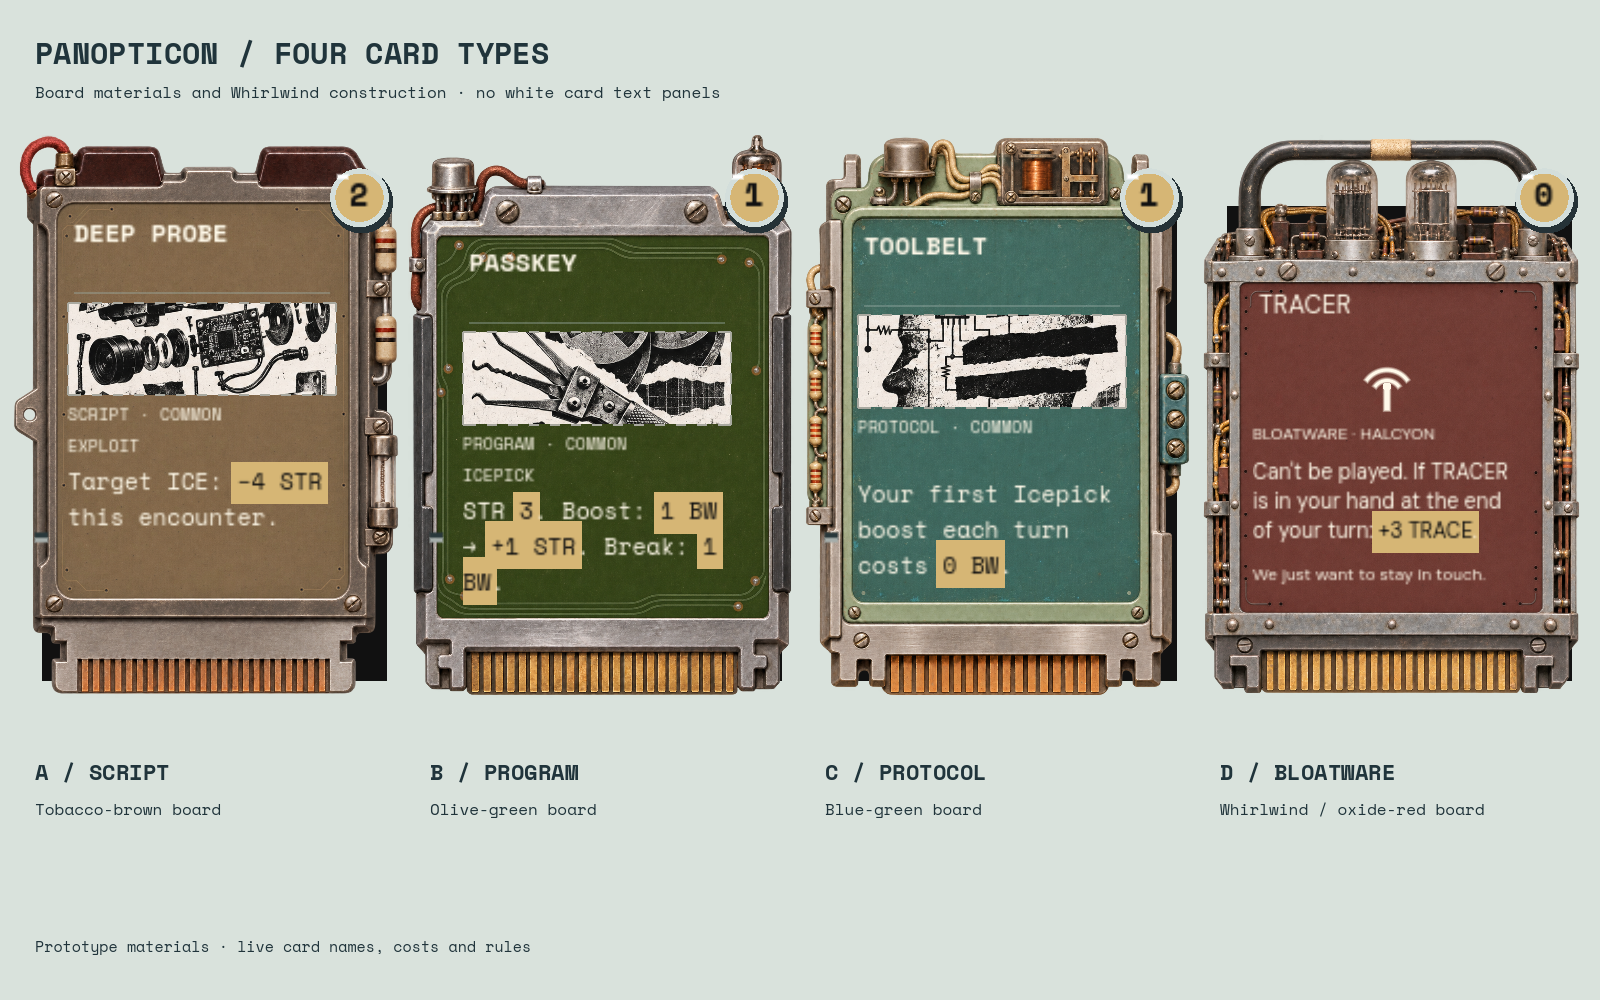 PANOPTICON / FOUR CARD TYPES
Board materials and Whirlwind construction · no white card text panels
2
DEEP PROBE
SCRIPT · COMMON
EXPLOIT
Target ICE: -4 STR
this encounter.
1
PASSKEY
PROGRAM · COMMON
ICEPICK
STR 3. Boost: 1 BW
→ +1 STR. Break: 1
BW.
1
TOOLBELT
PROTOCOL · COMMON
Your first Icepick
boost each turn
costs 0 BW.
0
TRACER
BLOATWARE · HALCYON
Can't be played. If TRACER
is in your hand at the end
of your turn: +3 TRACE.
We just want to stay in touch.
A / SCRIPT
Tobacco-brown board
B / PROGRAM
Olive-green board
C / PROTOCOL
Blue-green board
D / BLOATWARE
Whirlwind / oxide-red board
Prototype materials · live card names, costs and rules